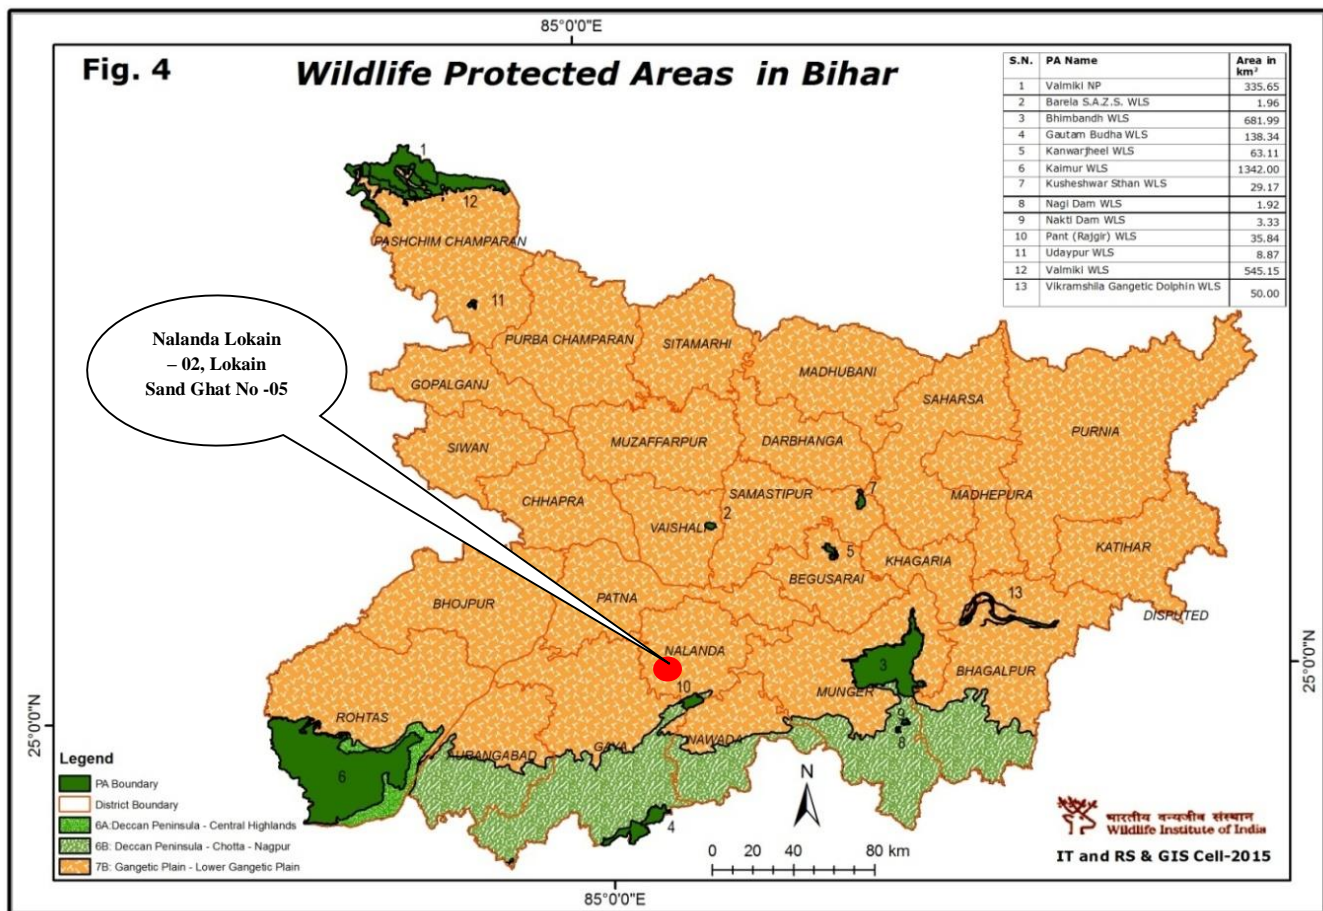 85°0'0"E
Fig. 4
Wildlife Protected Areas in Bihar
S.N. PA Name Area in km²
1 Valmiki NP 335.65
2 Barela S.A.Z.S. WLS 1.96
3 Bhimbandh WLS 681.99
4 Gautam Budha WLS 138.34
5 Kanwarjheel WLS 63.11
6 Kaimur WLS 1342.00
7 Kusheshwar Sthan WLS 29.17
8 Nagi Dam WLS 1.92
9 Nakti Dam WLS 3.33
10 Pant (Rajgir) WLS 35.84
11 Udaypur WLS 8.87
12 Valmiki WLS 545.15
13 Vikramshila Gangetic Dolphin WLS 50.00
1
12
PASHCHIM CHAMPARAN
11
Nalanda Lokain
– 02, Lokain
Sand Ghat No -05
PURBA CHAMPARAN
SITAMARHI
MADHUBANI
GOPALGANJ
SAHARSA
SIWAN
MUZAFFARPUR
DARBHANGA
PURNIA
CHHAPRA
SAMASTIPUR
7
MADHEPURA
VAISHALI
2
5
KHAGARIA
KATIHAR
BEGUSARAI
BHOJPUR
PATNA
13
DISPUTED
NALANDA
3
BHAGALPUR
10
MUNGER
25°0'0"N
ROHTAS
25°0'0"N
AURANGABAD
GAYA
NAWADA
9
8
6
4
N
Legend
PA Boundary
District Boundary
6A:Deccan Peninsula - Central Highlands
6B: Deccan Peninsula - Chotta - Nagpur
7B: Gangetic Plain - Lower Gangetic Plain
0 20 40 80 km
भारतीय वन्यजीव संस्थान
Wildlife Institute of India
IT and RS & GIS Cell-2015
85°0'0"E